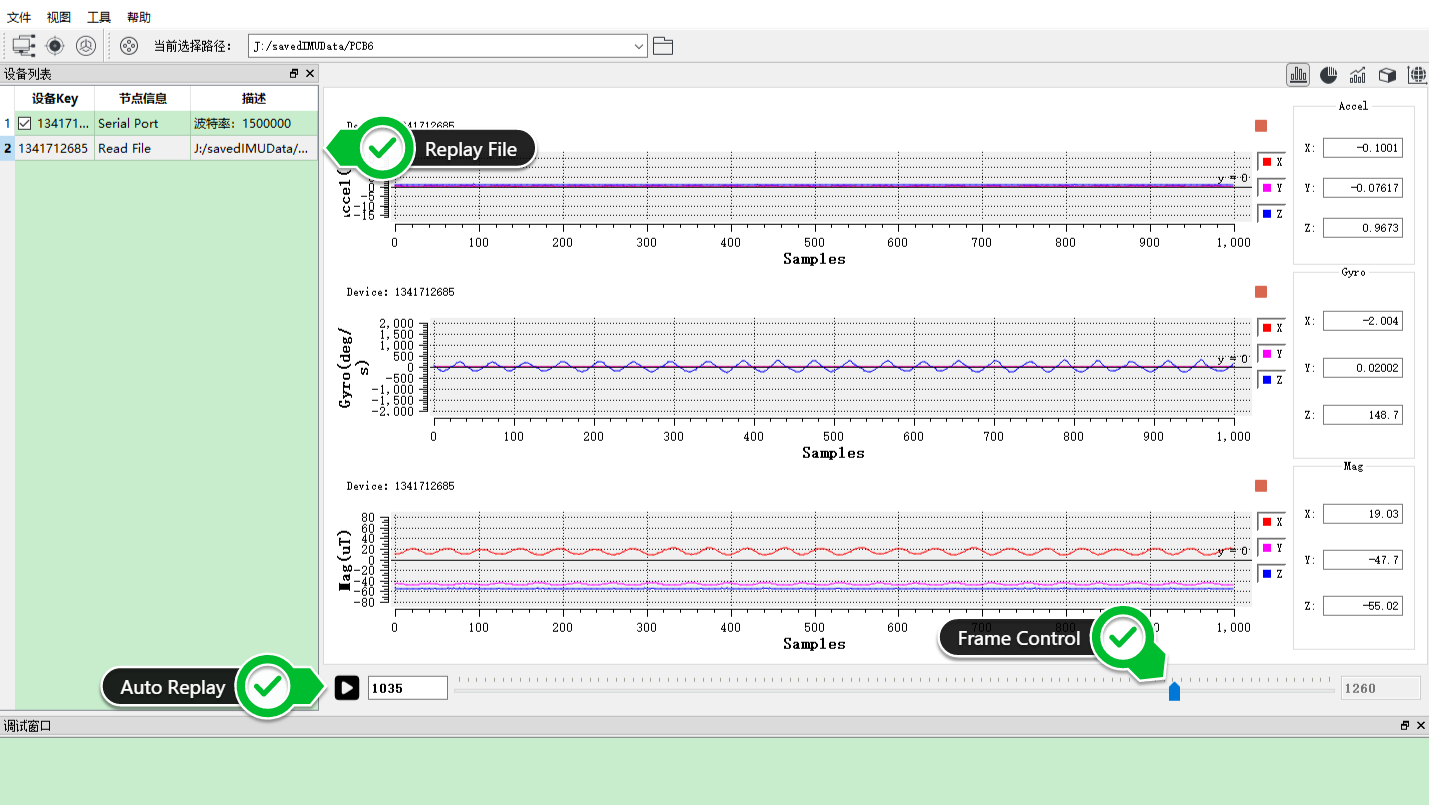 文件 视图 工具 帮助
当前选择路径： J:/savedIMUData/PCB6
设备列表
设备Key 节点信息 描述
1 134171... Serial Port 波特率：1500000
2 1341712685 Read File J:/savedIMUData/...
Replay File
1341712685
X
Y
Z
y = 0
0
-5
-10
-15
0 100 200 300 400 500 600 700 800 900 1,000
Samples
Device: 1341712685
Gyro(deg/s)
2,000
1,500
1,000
500
0
-500
-1,000
-1,500
-2,000
y = 0
X
Y
Z
0 100 200 300 400 500 600 700 800 900 1,000
Samples
Device: 1341712685
Mag(uT)
80
60
40
20
0
-20
-40
-60
-80
y = 0
X
Y
Z
0 100 200 300 400 500 600 700 800 1,000
Samples
Accel
X: -0.1001
Y: -0.07617
Z: 0.9673
Gyro
X: -2.004
Y: 0.02002
Z: 148.7
Mag
X: 19.03
Y: -47.7
Z: -55.02
Frame Control
Auto Replay
1035
1260
调试窗口